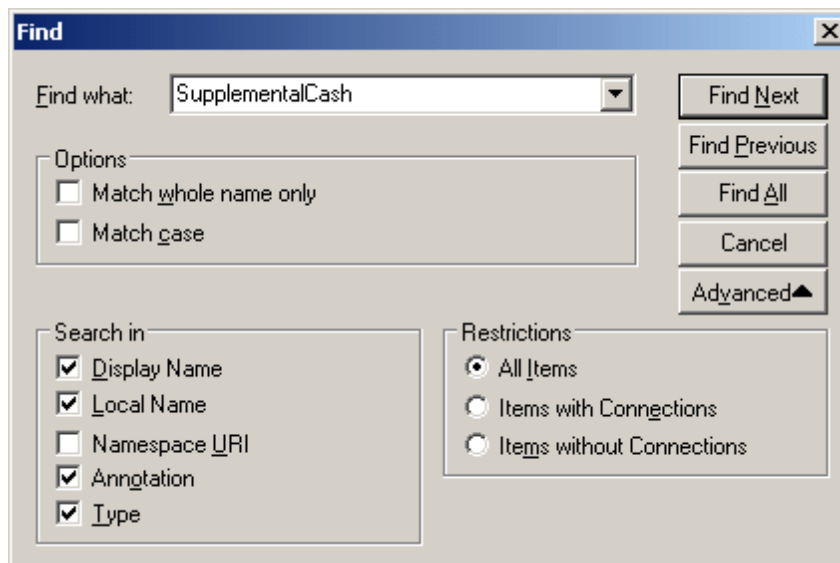 Find
Find what: SupplementalCash
Find Next
Find Previous
Find All
Cancel
Advanced
Options
Match whole name only
Match case
Search in
Display Name
Local Name
Namespace URI
Annotation
Type
Restrictions
All Items
Items with Connections
Items without Connections